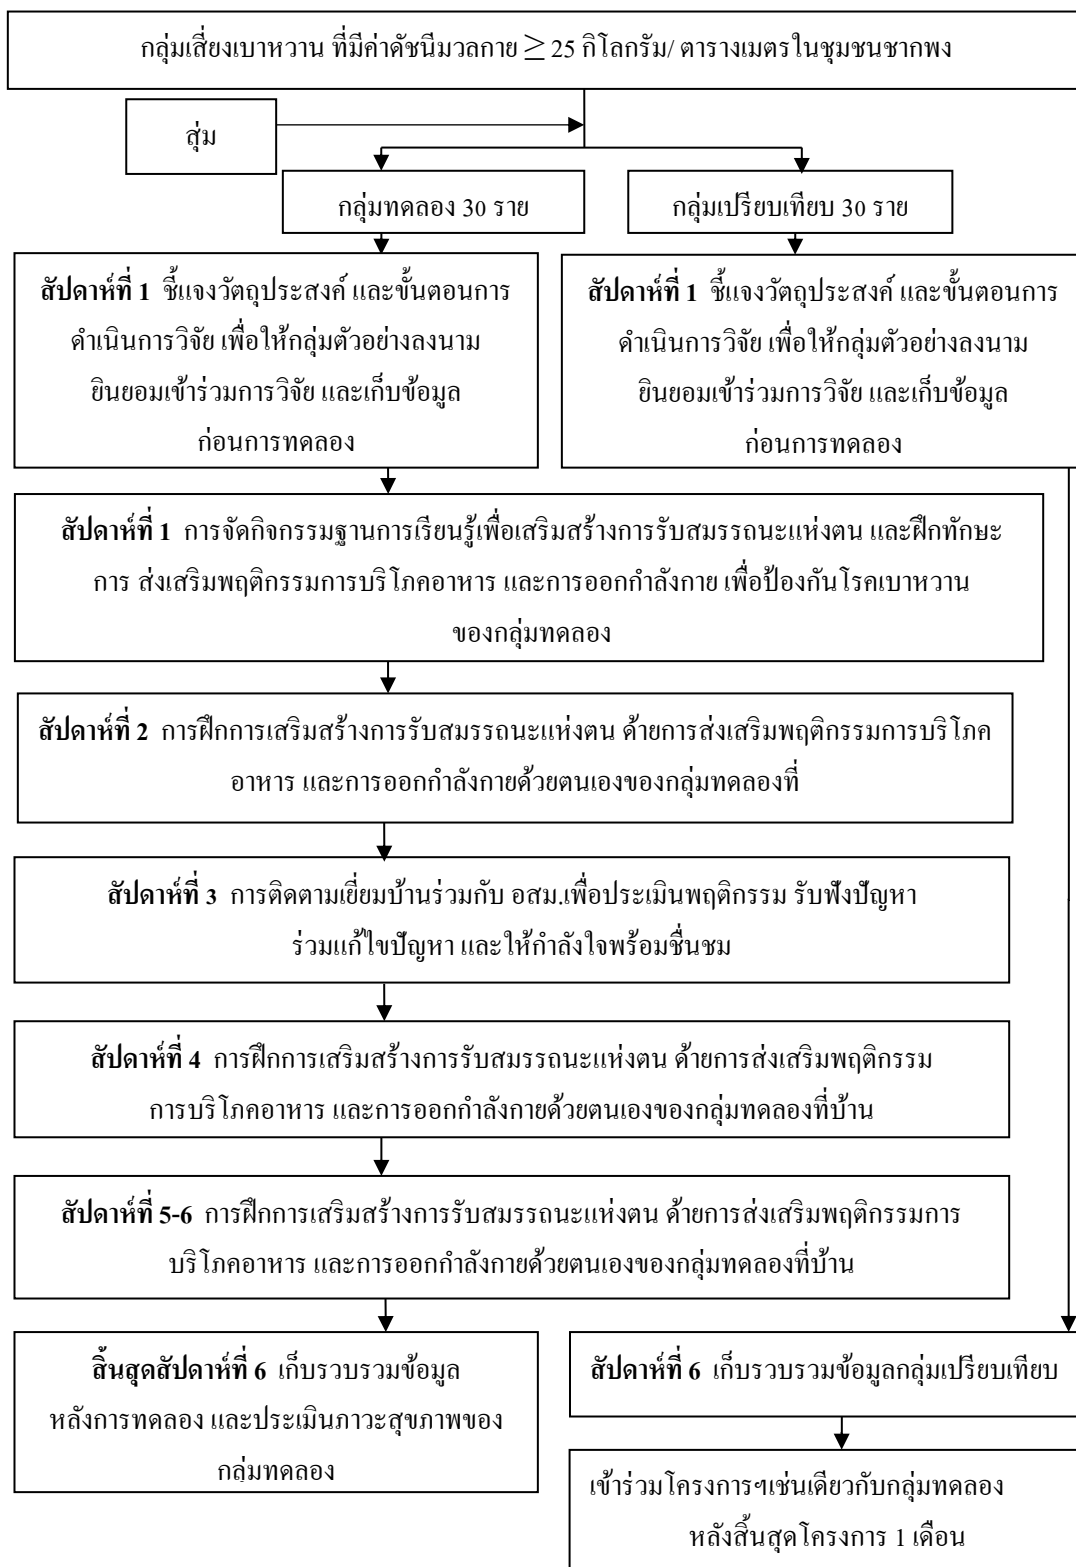 กลุ่มเสี่ยงเบาหวาน ที่มีค่าดัชนีมวลกาย ≥ 25 กิโลกรัม/ ตารางเมตรในชุมชนชากพง
สุ่ม
กลุ่มทดลอง 30 ราย
กลุ่มเปรียบเทียบ 30 ราย
สัปดาห์ที่ 1 ชี้แจงวัตถุประสงค์ และขั้นตอนการ
ดำเนินการวิจัย เพื่อให้กลุ่มตัวอย่างลงนาม
ยินยอมเข้าร่วมการวิจัย และเก็บข้อมูล
ก่อนการทดลอง
สัปดาห์ที่ 1 ชี้แจงวัตถุประสงค์ และขั้นตอนการ
ดำเนินการวิจัย เพื่อให้กลุ่มตัวอย่างลงนาม
ยินยอมเข้าร่วมการวิจัย และเก็บข้อมูล
ก่อนการทดลอง
สัปดาห์ที่ 1 การจัดกิจกรรมฐานการเรียนรู้เพื่อเสริมสร้างการรับสมรรถนะแห่งตน และฝึกทักษะ
การ ส่งเสริมพฤติกรรมการบริโภคอาหาร และการออกกำลังกาย เพื่อป้องกันโรคเบาหวาน
ของกลุ่มทดลอง
สัปดาห์ที่ 2 การฝึกการเสริมสร้างการรับสมรรถนะแห่งตน ด้ายการส่งเสริมพฤติกรรมการบริโภค
อาหาร และการออกกำลังกายด้วยตนเองของกลุ่มทดลองที่
สัปดาห์ที่ 3 การติดตามเยี่ยมบ้านร่วมกับ อสม.เพื่อประเมินพฤติกรรม รับฟังปัญหา
ร่วมแก้ไขปัญหา และให้กำลังใจพร้อมชื่นชม
สัปดาห์ที่ 4 การฝึกการเสริมสร้างการรับสมรรถนะแห่งตน ด้ายการส่งเสริมพฤติกรรม
การบริโภคอาหาร และการออกกำลังกายด้วยตนเองของกลุ่มทดลองที่บ้าน
สัปดาห์ที่ 5-6 การฝึกการเสริมสร้างการรับสมรรถนะแห่งตน ด้ายการส่งเสริมพฤติกรรมการ
บริโภคอาหาร และการออกกำลังกายด้วยตนเองของกลุ่มทดลองที่บ้าน
สิ้นสุดสัปดาห์ที่ 6 เก็บรวบรวมข้อมูล
หลังการทดลอง และประเมินภาวะสุขภาพของ
กลุ่มทดลอง
สัปดาห์ที่ 6 เก็บรวบรวมข้อมูลกลุ่มเปรียบเทียบ
เข้าร่วมโครงการฯเช่นเดียวกับกลุ่มทดลอง
หลังสิ้นสุดโครงการ 1 เดือน